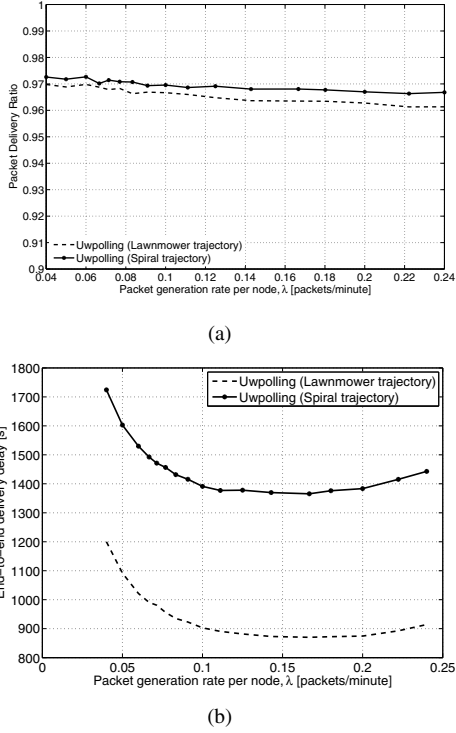 1
0.99
0.98
0.97
0.96
0.95
0.94
0.93
0.92
0.91
0.9
Packet Delivery Ratio
Uwpolling (Lawnmower trajectory)
Uwpolling (Spiral trajectory)
0.04 0.06 0.08 0.1 0.12 0.14 0.16 0.18 0.2 0.22 0.24
Packet generation rate per node, λ [packets/minute]
(a)
1800
1700
1600
1500
1400
1300
1200
1100
1000
900
800
End−to−end delivery delay [s]
Uwpolling (Lawnmower trajectory)
Uwpolling (Spiral trajectory)
0 0.05 0.1 0.15 0.2 0.25
Packet generation rate per node, λ [packets/minute]
(b)